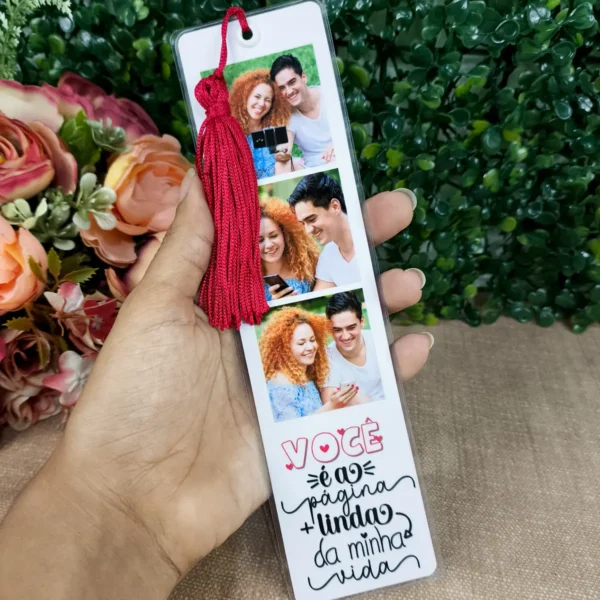 VOCÊ
é a
página
+ linda
da minha
vida